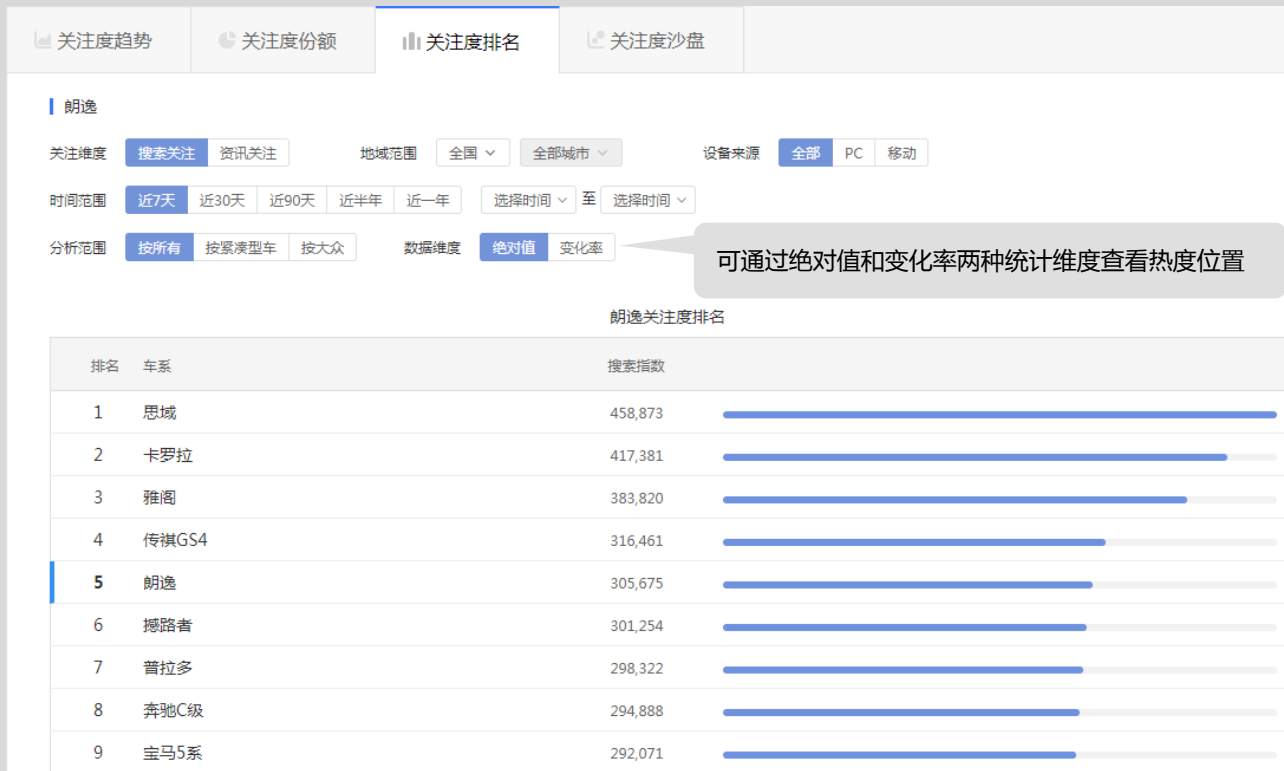 关注度趋势 关注度份额 关注度排名 关注度沙盘
朗逸
关注维度 搜索关注 资讯关注 地域范围 全国 全部城市 设备来源 全部 PC 移动
时间范围 近7天 近30天 近90天 近半年 近一年 选择时间 至 选择时间
分析范围 按所有 按紧凑型车 按大众 数据维度 绝对值 变化率
可通过绝对值和变化率两种统计维度查看热度位置
朗逸关注度排名
排名 车系 搜索指数
1 思域 458,873
2 卡罗拉 417,381
3 雅阁 383,820
4 传祺GS4 316,461
5 朗逸 305,675
6 撼路者 301,254
7 普拉多 298,322
8 奔驰C级 294,888
9 宝马5系 292,071